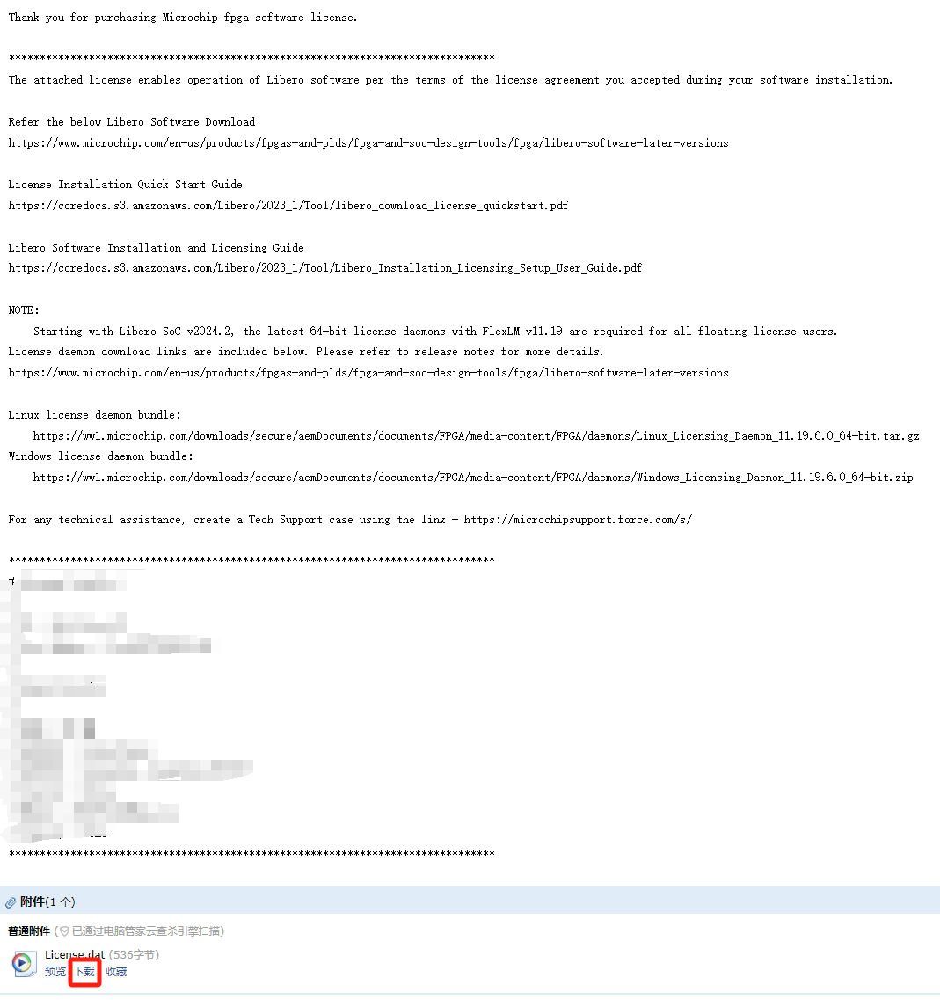 Thank you for purchasing Microchip fpga software license.
*******************************************************************************
The attached license enables operation of Libero software per the terms of the license agreement you accepted during your software installation.
Refer the below Libero Software Download
https://www.microchip.com/en-us/products/fpgas-and-plds/fpga-and-soc-design-tools/fpga/libero-software-later-versions
License Installation Quick Start Guide
https://coredocs.s3.amazonaws.com/Libero/2023_1/Tool/libero_download_license_quickstart.pdf
Libero Software Installation and Licensing Guide
https://coredocs.s3.amazonaws.com/Libero/2023_1/Tool/Libero_Installation_Licensing_Setup_User_Guide.pdf
NOTE:
Starting with Libero SoC v2024.2, the latest 64-bit license daemons with FlexLM v11.19 are required for all floating license users.
License daemon download links are included below. Please refer to release notes for more details.
https://www.microchip.com/en-us/products/fpgas-and-plds/fpga-and-soc-design-tools/fpga/libero-software-later-versions
Linux license daemon bundle:
https://ww1.microchip.com/downloads/secure/aemDocuments/documents/FPGA/media-content/FPGA/daemons/Linux_Licensing_Daemon_11.19.6.0_64-bit.tar.gz
Windows license daemon bundle:
https://ww1.microchip.com/downloads/secure/aemDocuments/documents/FPGA/media-content/FPGA/daemons/Windows_Licensing_Daemon_11.19.6.0_64-bit.zip
For any technical assistance, create a Tech Support case using the link - https://microchipsupport.force.com/s/
*******************************************************************************
*******************************************************************************
附件(1 个)
普通附件 (已通过电脑管家云查杀引擎扫描)
License.dat (536字节)
预览 下载 收藏